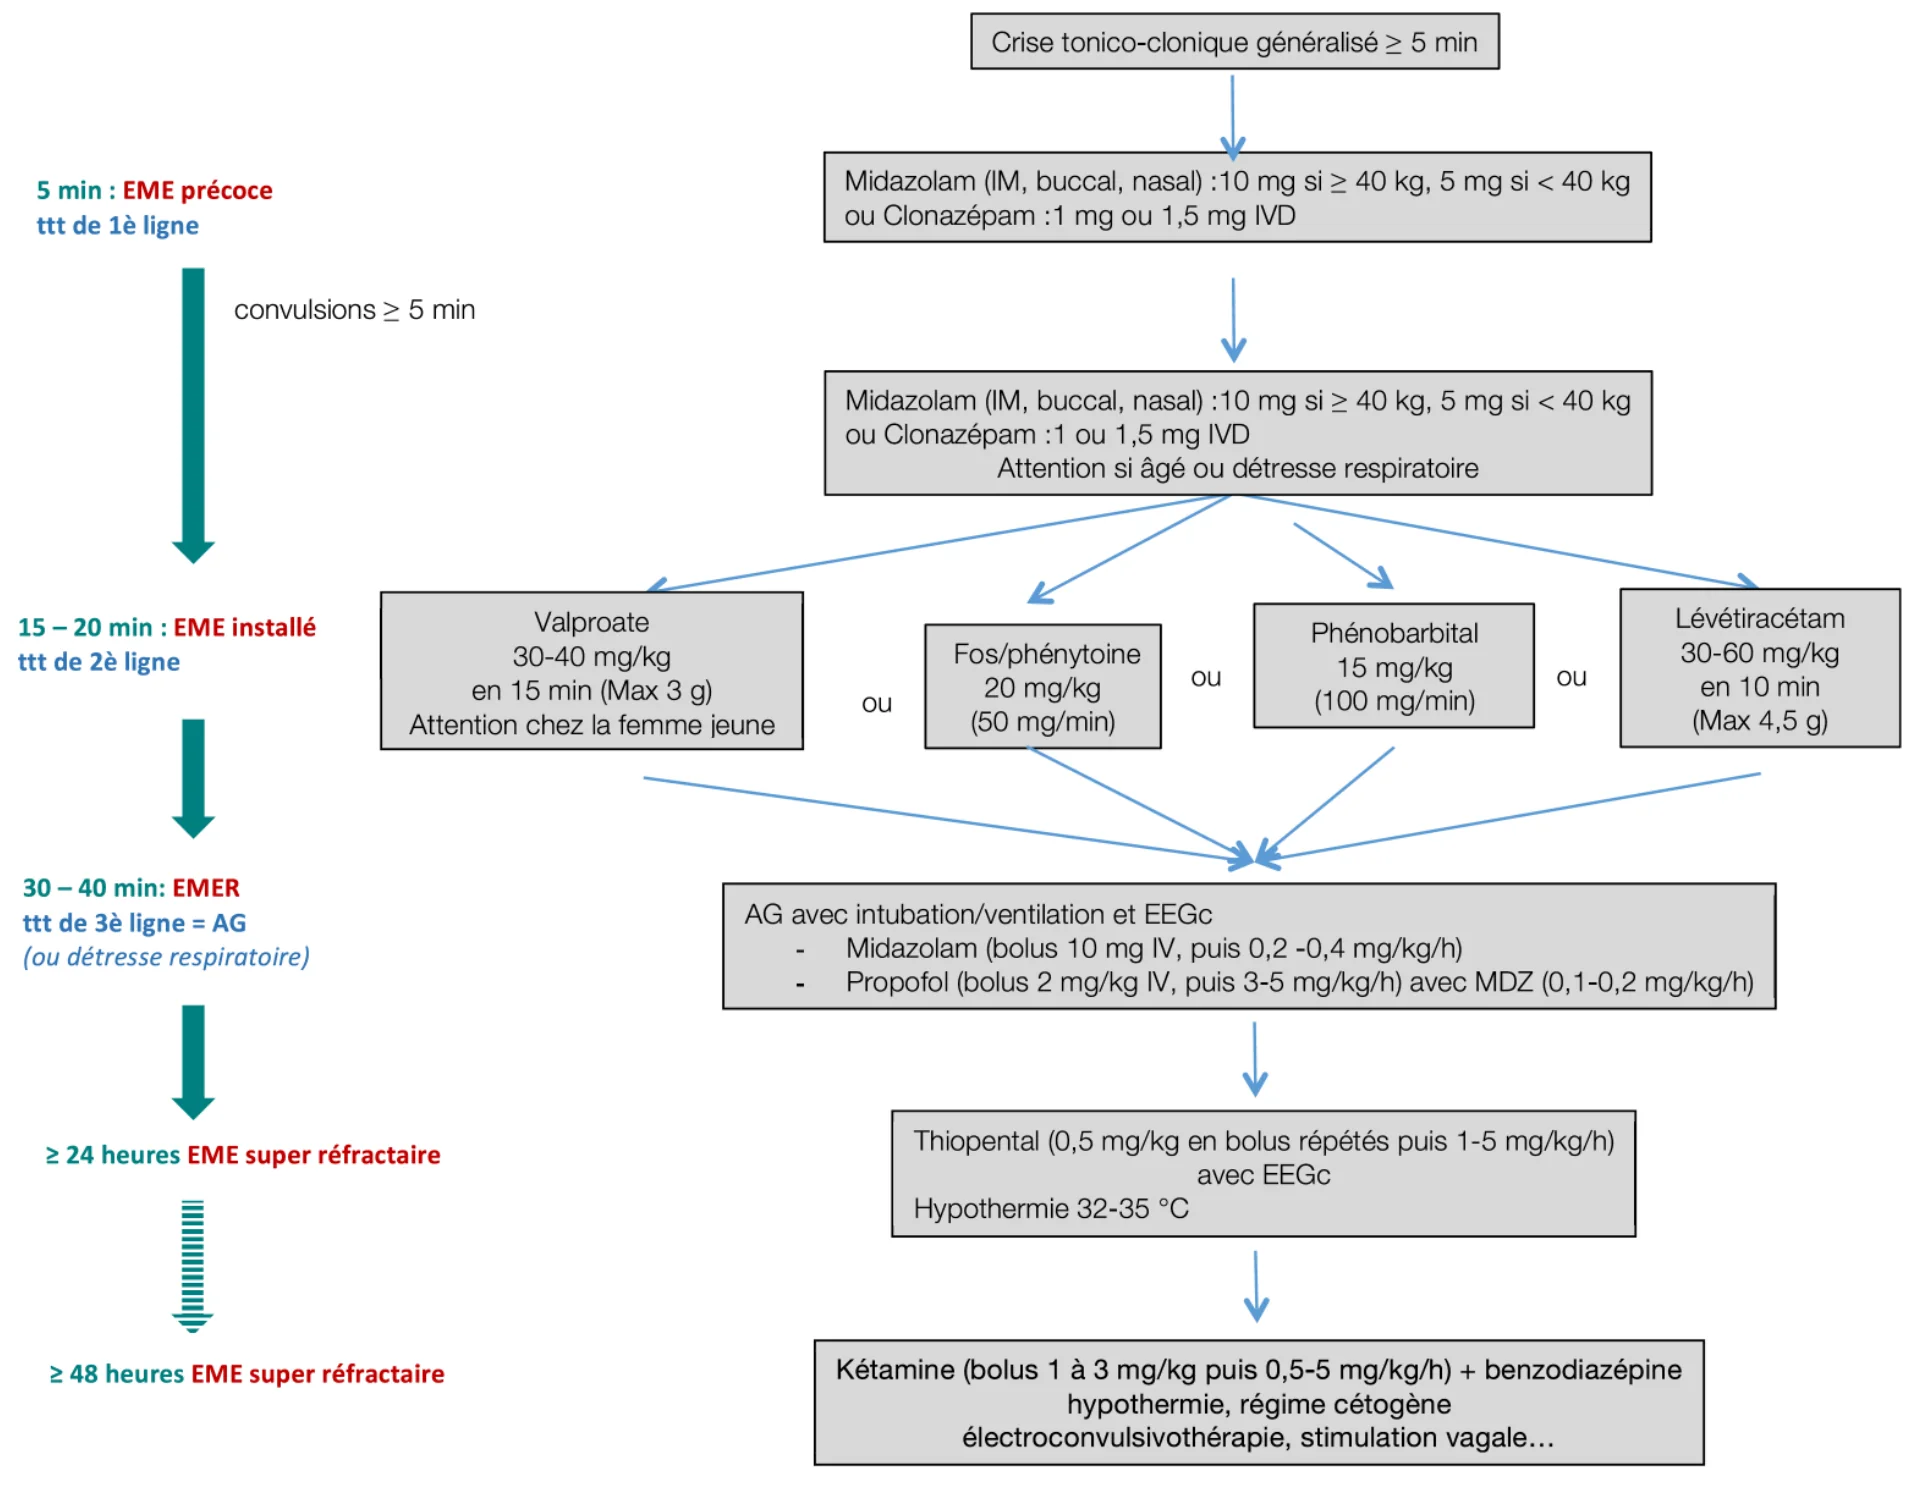 Crise tonico-clonique généralisé ≥ 5 min
5 min : EME précoce
ttt de 1è ligne
Midazolam (IM, buccal, nasal) :10 mg si ≥ 40 kg, 5 mg si < 40 kg
ou Clonazépam :1 mg ou 1,5 mg IVD
convulsions ≥ 5 min
Midazolam (IM, buccal, nasal) :10 mg si ≥ 40 kg, 5 mg si < 40 kg
ou Clonazépam :1 ou 1,5 mg IVD
Attention si âgé ou détresse respiratoire
15 – 20 min : EME installé
ttt de 2è ligne
Valproate
30-40 mg/kg
en 15 min (Max 3 g)
Attention chez la femme jeune
ou
Fos/phénytoine
20 mg/kg
(50 mg/min)
ou
Phénobarbital
15 mg/kg
(100 mg/min)
ou
Lévétiracétam
30-60 mg/kg
en 10 min
(Max 4,5 g)
30 – 40 min: EMER
ttt de 3è ligne = AG
(ou détresse respiratoire)
AG avec intubation/ventilation et EEGc
- Midazolam (bolus 10 mg IV, puis 0,2 -0,4 mg/kg/h)
- Propofol (bolus 2 mg/kg IV, puis 3-5 mg/kg/h) avec MDZ (0,1-0,2 mg/kg/h)
≥ 24 heures EME super réfractaire
Thiopental (0,5 mg/kg en bolus répétés puis 1-5 mg/kg/h)
avec EEGc
Hypothermie 32-35 °C
≥ 48 heures EME super réfractaire
Kétamine (bolus 1 à 3 mg/kg puis 0,5-5 mg/kg/h) + benzodiazépine
hypothermie, régime cétogène
électroconvulsivothérapie, stimulation vagale…